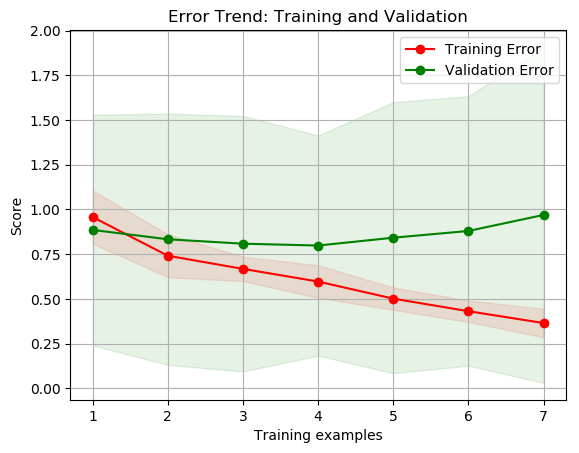 Error Trend: Training and Validation
2.00
1.75
1.50
1.25
1.00
0.75
0.50
0.25
0.00
Score
Training Error
Validation Error
1 2 3 4 5 6 7
Training examples